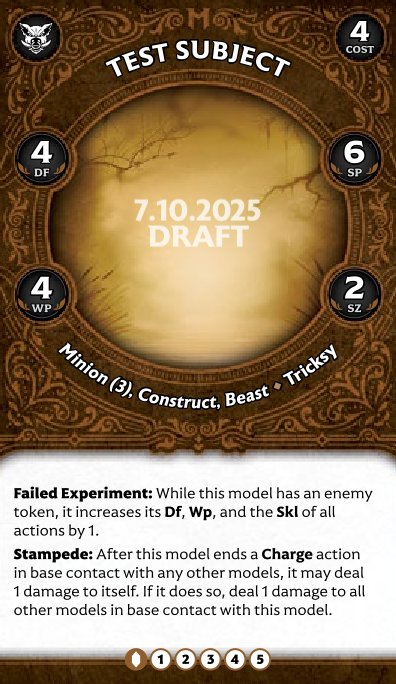 TEST SUBJECT
4
COST
4
DF
6
SP
7.10.2025
DRAFT
4
WP
2
SZ
Minion (3), Construct, Beast ♦ Tricksy
Failed Experiment: While this model has an enemy
token, it increases its Df, Wp, and the Skl of all
actions by 1.
Stampede: After this model ends a Charge action
in base contact with any other models, it may deal
1 damage to itself. If it does so, deal 1 damage to all
other models in base contact with this model.
1 2 3 4 5